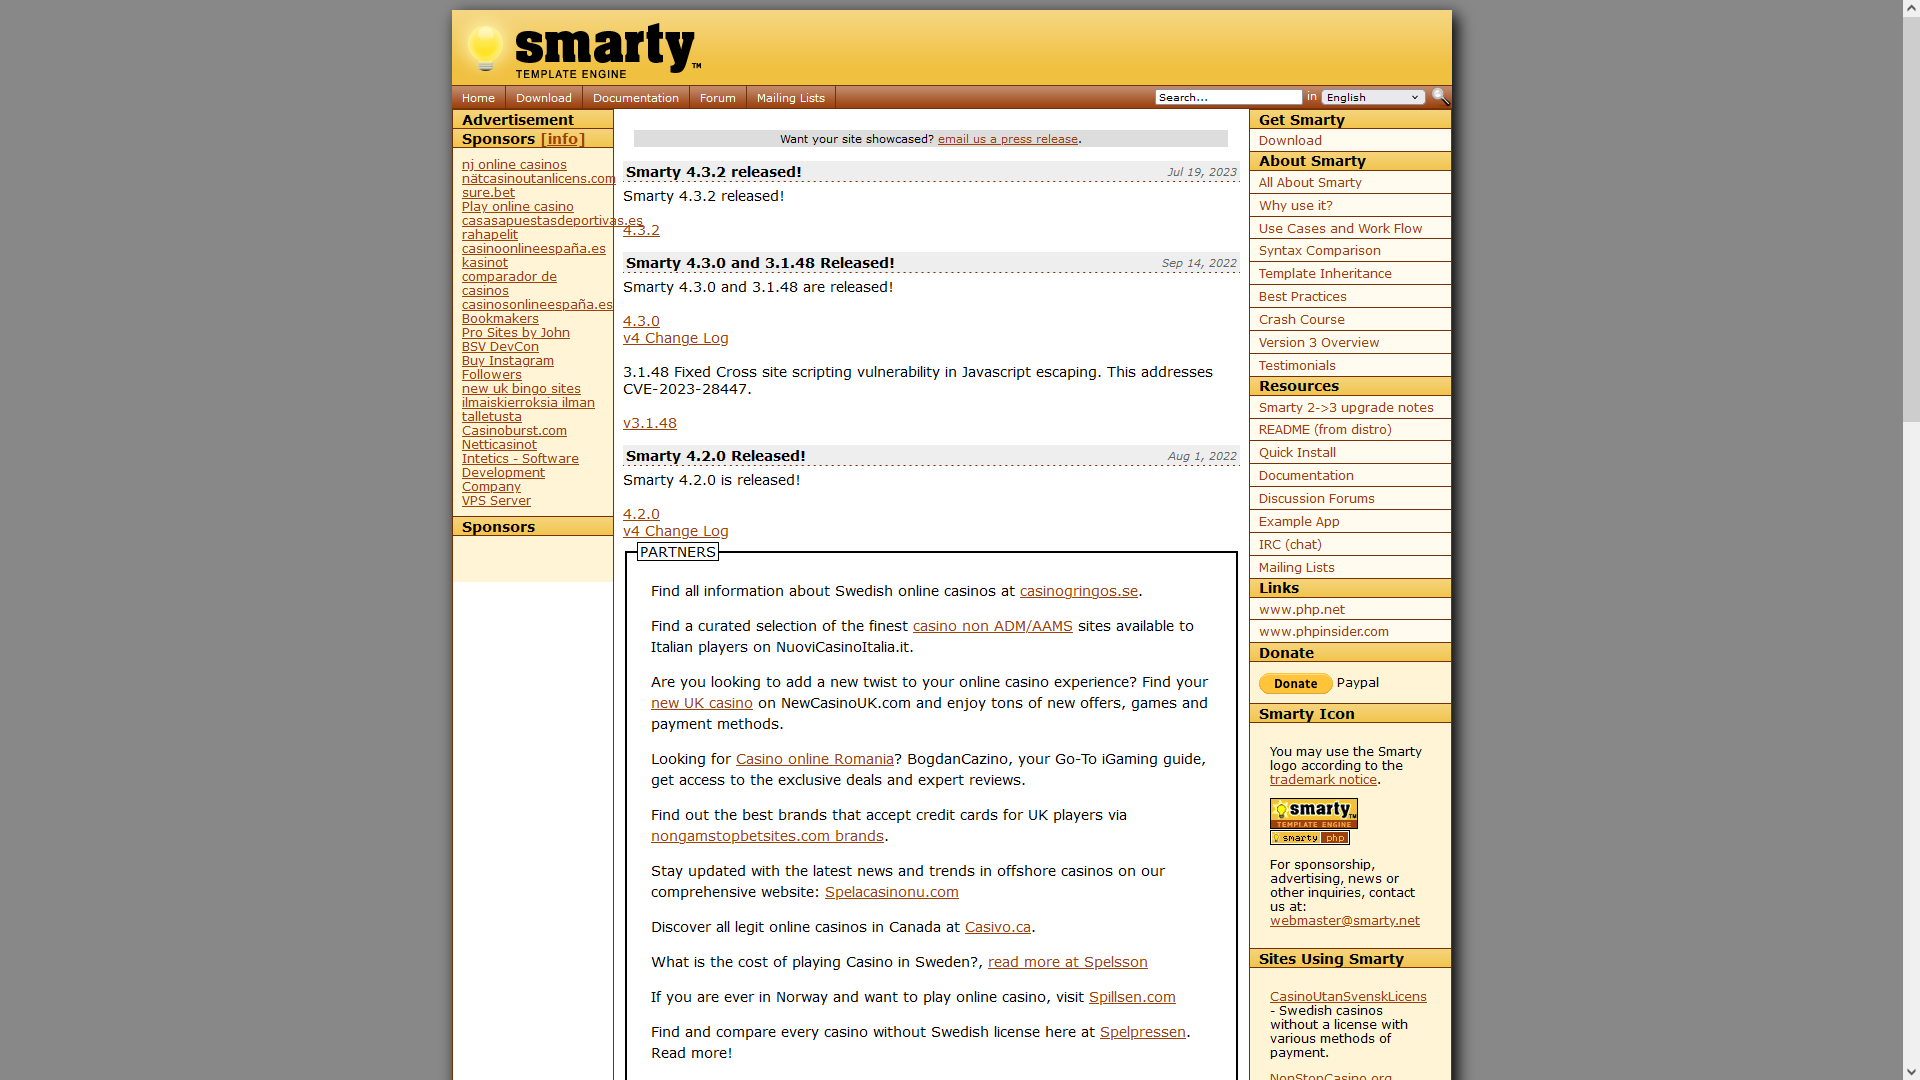 smarty™
TEMPLATE ENGINE
Home
Download
Documentation
Forum
Mailing Lists
Search...
in
English
Advertisement
Sponsors [info]
nj online casinos
nätcasinoutanlicens.com
sure.bet
Play online casino
casasapuestasdeportivas.es
rahapelit
casinoonlineespaña.es
kasinot
comparador de
casinos
casinosonlineespaña.es
Bookmakers
Pro Sites by John
BSV DevCon
Buy Instagram
Followers
new uk bingo sites
ilmaiskierroksia ilman
talletusta
Casinoburst.com
Netticasinot
Intetics - Software
Development
Company
VPS Server
Sponsors
Want your site showcased? email us a press release.
Smarty 4.3.2 released!
Jul 19, 2023
Smarty 4.3.2 released!
4.3.2
Smarty 4.3.0 and 3.1.48 Released!
Sep 14, 2022
Smarty 4.3.0 and 3.1.48 are released!
4.3.0
v4 Change Log
3.1.48 Fixed Cross site scripting vulnerability in Javascript escaping. This addresses
CVE-2023-28447.
v3.1.48
Smarty 4.2.0 Released!
Aug 1, 2022
Smarty 4.2.0 is released!
4.2.0
v4 Change Log
PARTNERS
Find all information about Swedish online casinos at casinogringos.se.
Find a curated selection of the finest casino non ADM/AAMS sites available to
Italian players on NuoviCasinoItalia.it.
Are you looking to add a new twist to your online casino experience? Find your
new UK casino on NewCasinoUK.com and enjoy tons of new offers, games and
payment methods.
Looking for Casino online Romania? BogdanCazino, your Go-To iGaming guide,
get access to the exclusive deals and expert reviews.
Find out the best brands that accept credit cards for UK players via
nongamstopbetsites.com brands.
Stay updated with the latest news and trends in offshore casinos on our
comprehensive website: Spelacasinonu.com
Discover all legit online casinos in Canada at Casivo.ca.
What is the cost of playing Casino in Sweden?, read more at Spelsson
If you are ever in Norway and want to play online casino, visit Spillsen.com
Find and compare every casino without Swedish license here at Spelpressen.
Read more!
Get Smarty
Download
About Smarty
All About Smarty
Why use it?
Use Cases and Work Flow
Syntax Comparison
Template Inheritance
Best Practices
Crash Course
Version 3 Overview
Testimonials
Resources
Smarty 2->3 upgrade notes
README (from distro)
Quick Install
Documentation
Discussion Forums
Example App
IRC (chat)
Mailing Lists
Links
www.php.net
www.phpinsider.com
Donate
Donate Paypal
Smarty Icon
You may use the Smarty
logo according to the
trademark notice.
smarty™
TEMPLATE ENGINE
smarty php
For sponsorship,
advertising, news or
other inquiries, contact
us at:
webmaster@smarty.net
Sites Using Smarty
CasinoUtanSvenskLicens
- Swedish casinos
without a license with
various methods of
payment.
NonStopCasino.org